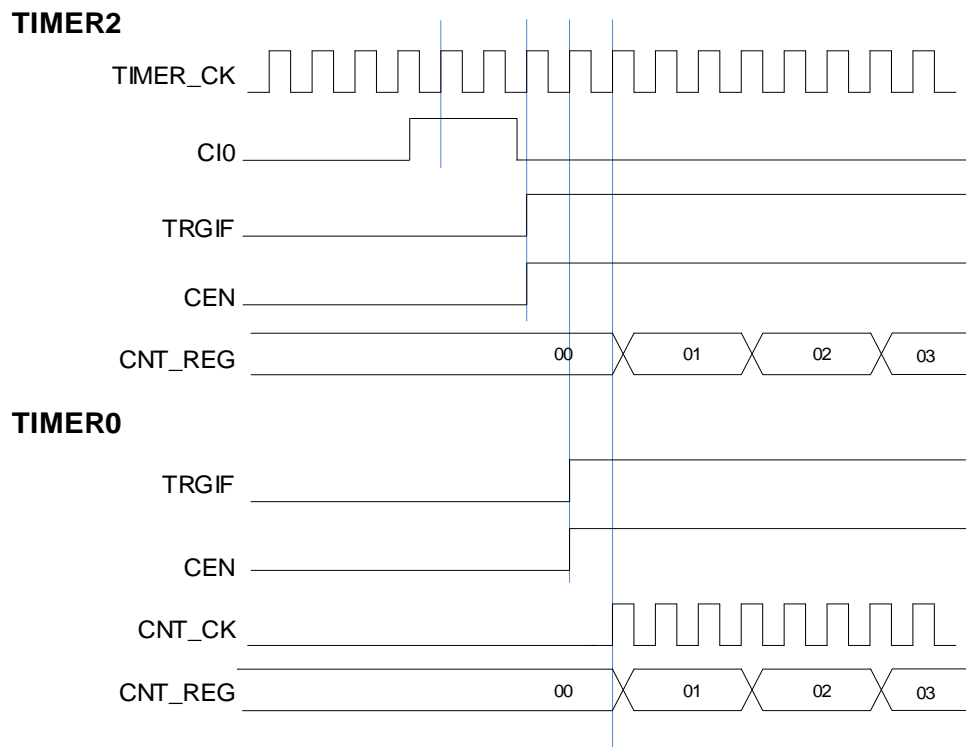 TIMER2
TIMER_CK
CI0
TRGIF
CEN
CNT_REG 00 01 02 03
TIMER0
TRGIF
CEN
CNT_CK
CNT_REG 00 01 02 03